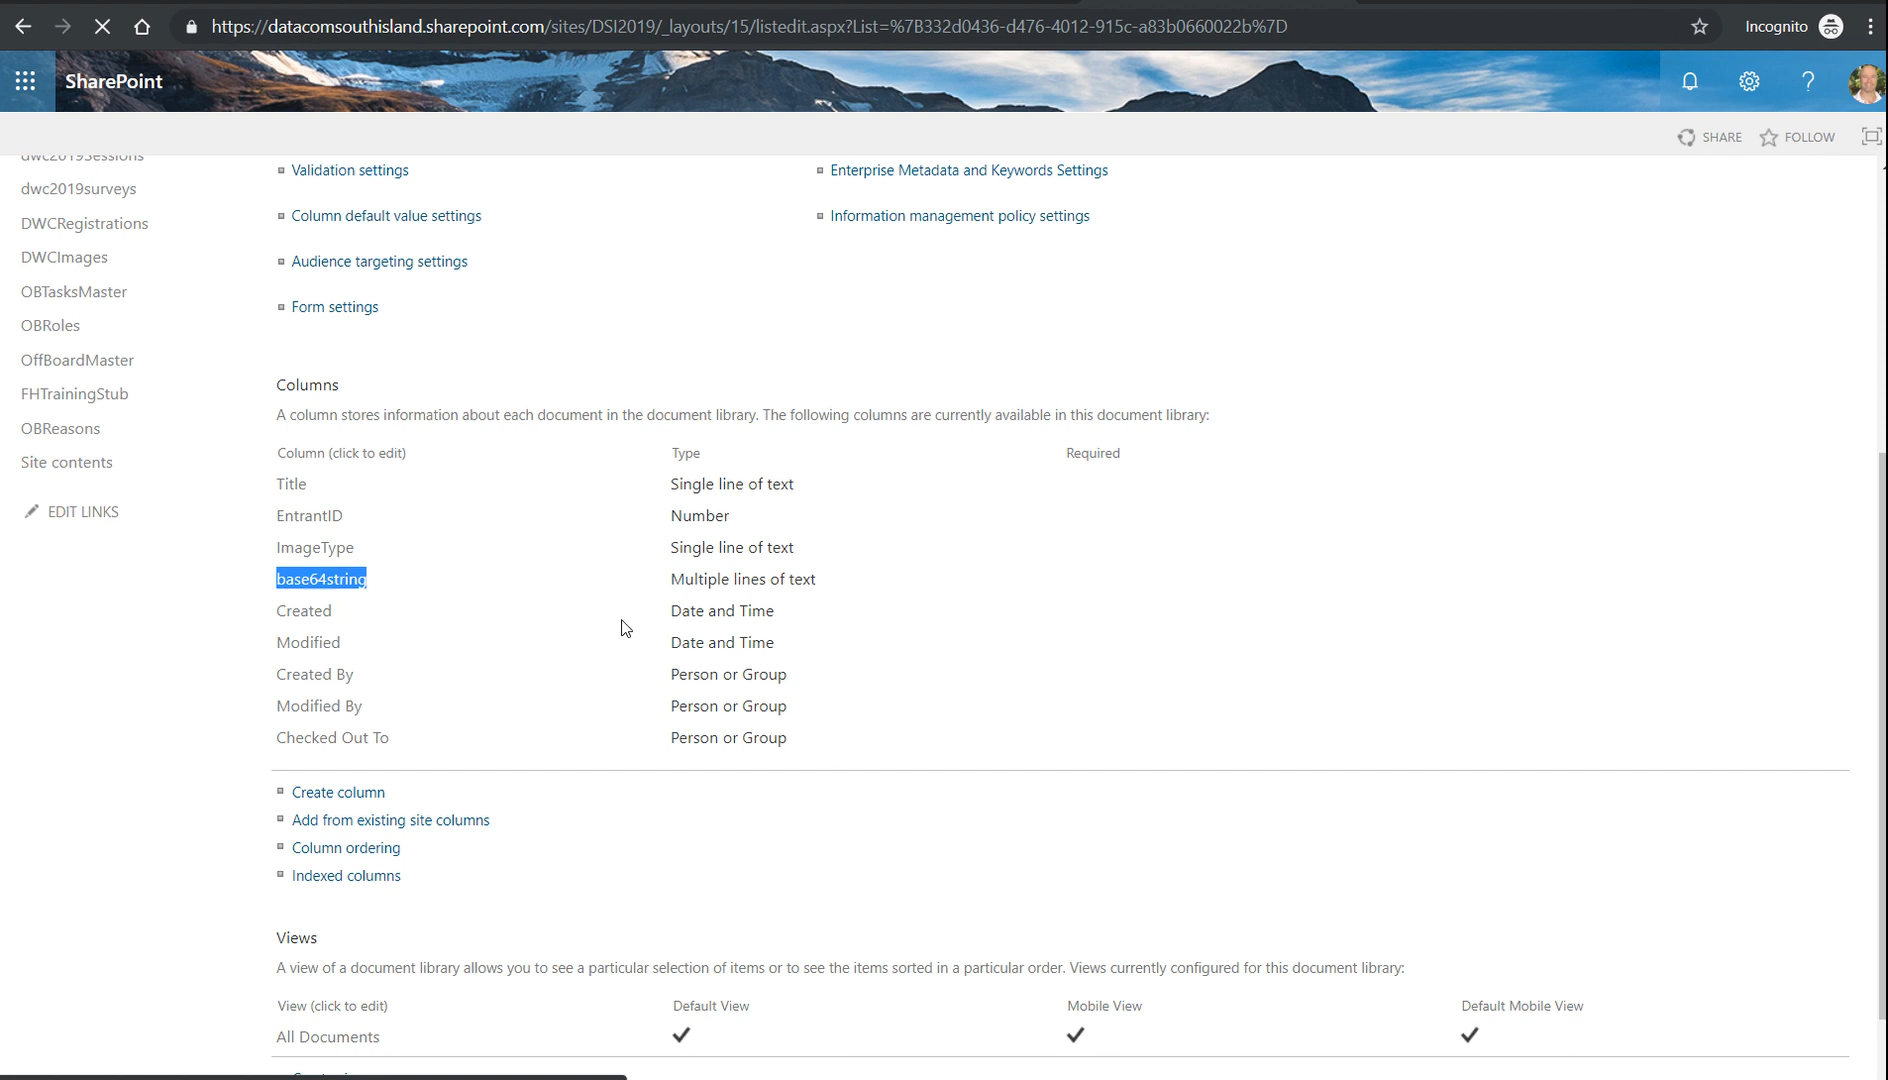 https://datacomsouthisland.sharepoint.com/sites/DSI2019/_layouts/15/listedit.aspx?List=%7B332d0436-d476-4012-915c-a83b0660022b%7D
Incognito
SharePoint
SHARE
FOLLOW
dwc2019Sessions
dwc2019surveys
DWCRegistrations
DWCImages
OBTasksMaster
OBRoles
OffBoardMaster
FHTrainingStub
OBReasons
Site contents
EDIT LINKS
Validation settings
Enterprise Metadata and Keywords Settings
Column default value settings
Information management policy settings
Audience targeting settings
Form settings
Columns
A column stores information about each document in the document library. The following columns are currently available in this document library:
Column (click to edit) Type Required
Title Single line of text
EntrantID Number
ImageType Single line of text
base64string Multiple lines of text
Created Date and Time
Modified Date and Time
Created By Person or Group
Modified By Person or Group
Checked Out To Person or Group
Create column
Add from existing site columns
Column ordering
Indexed columns
Views
A view of a document library allows you to see a particular selection of items or to see the items sorted in a particular order. Views currently configured for this document library:
View (click to edit) Default View Mobile View Default Mobile View
All Documents